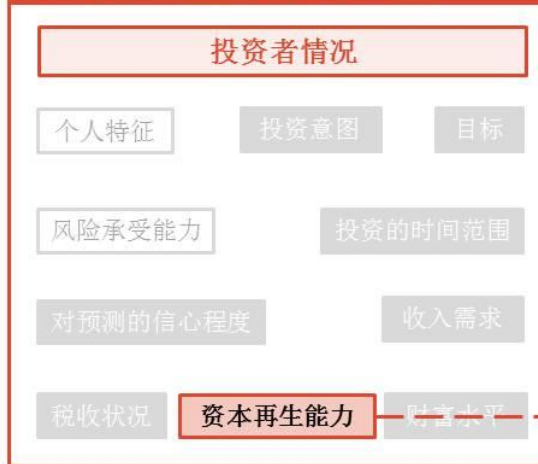 投资者情况
个人特征 投资意图 目标
风险承受能力 投资的时间范围
对预测的信心程度 收入需求
税收状况 资本再生能力 财富水平